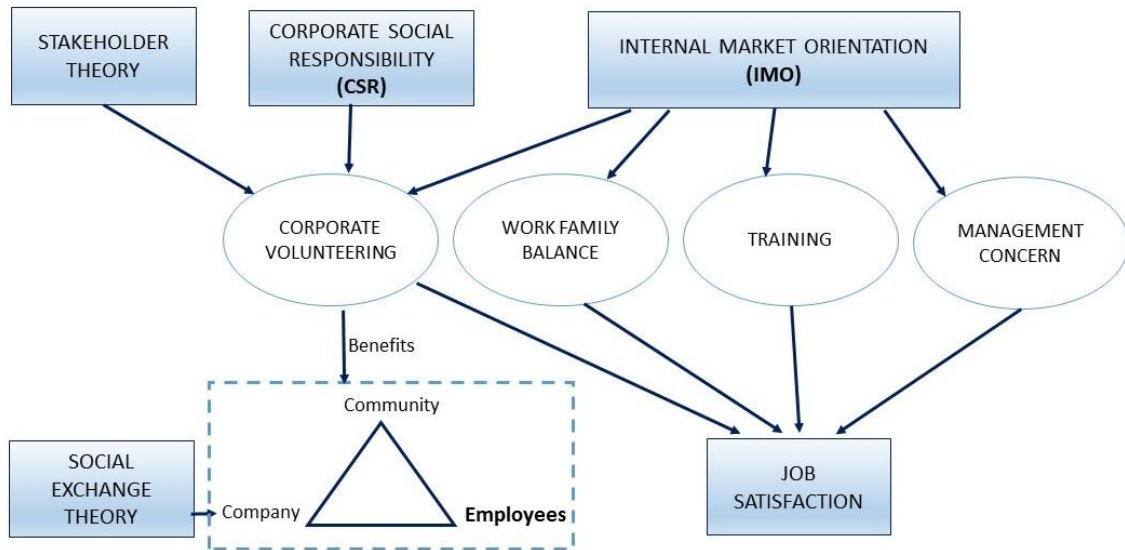 STAKEHOLDER
THEORY
CORPORATE SOCIAL
RESPONSIBILITY
(CSR)
INTERNAL MARKET ORIENTATION
(IMO)
CORPORATE
VOLUNTEERING
WORK FAMILY
BALANCE
TRAINING
MANAGEMENT
CONCERN
Benefits
Community
SOCIAL
EXCHANGE
THEORY
Company
Employees
JOB
SATISFACTION